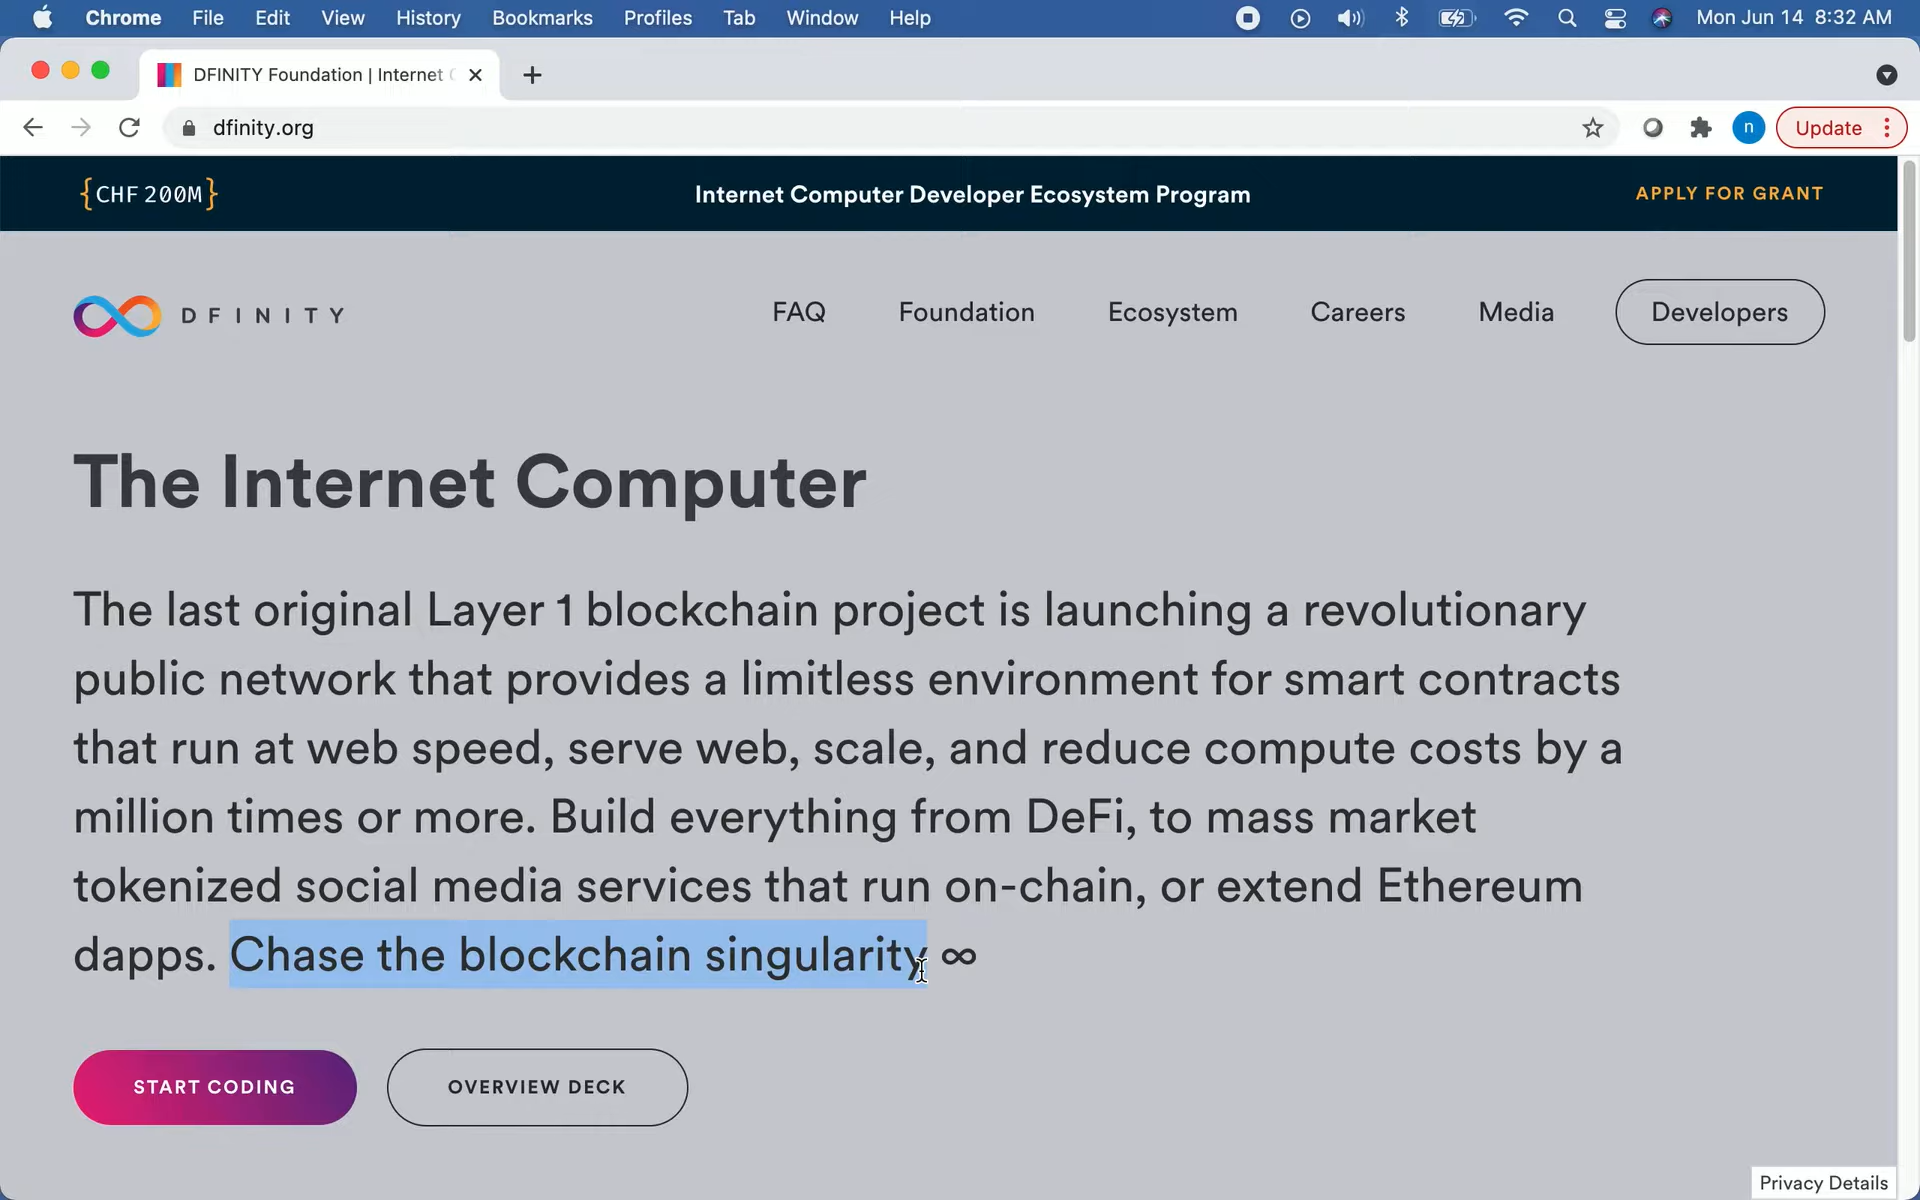 Chrome File Edit View History Bookmarks Profiles Tab Window Help Mon Jun 14 8:32 AM
DFINITY Foundation | Internet
dfinity.org
n
Update
{CHF 200M}
Internet Computer Developer Ecosystem Program
APPLY FOR GRANT
DFINITY
FAQ Foundation Ecosystem Careers Media Developers
The Internet Computer
The last original Layer 1 blockchain project is launching a revolutionary
public network that provides a limitless environment for smart contracts
that run at web speed, serve web, scale, and reduce compute costs by a
million times or more. Build everything from DeFi, to mass market
tokenized social media services that run on-chain, or extend Ethereum
dapps. Chase the blockchain singularity ∞
START CODING
OVERVIEW DECK
Privacy Details